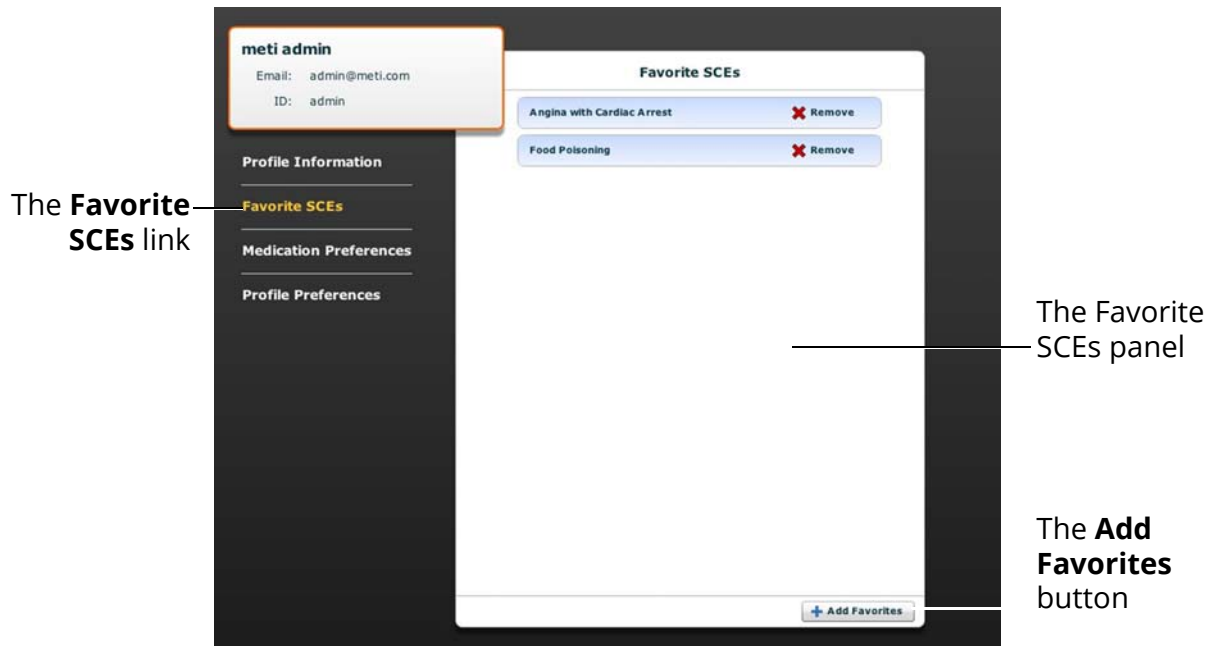 meti admin
Email: admin@meti.com
ID: admin
Favorite SCEs
Angina with Cardiac Arrest Remove
Food Poisoning Remove
Profile Information
Favorite SCEs
Medication Preferences
Profile Preferences
Add Favorites
The Favorite
SCEs link
The Favorite
SCEs panel
The Add
Favorites
button